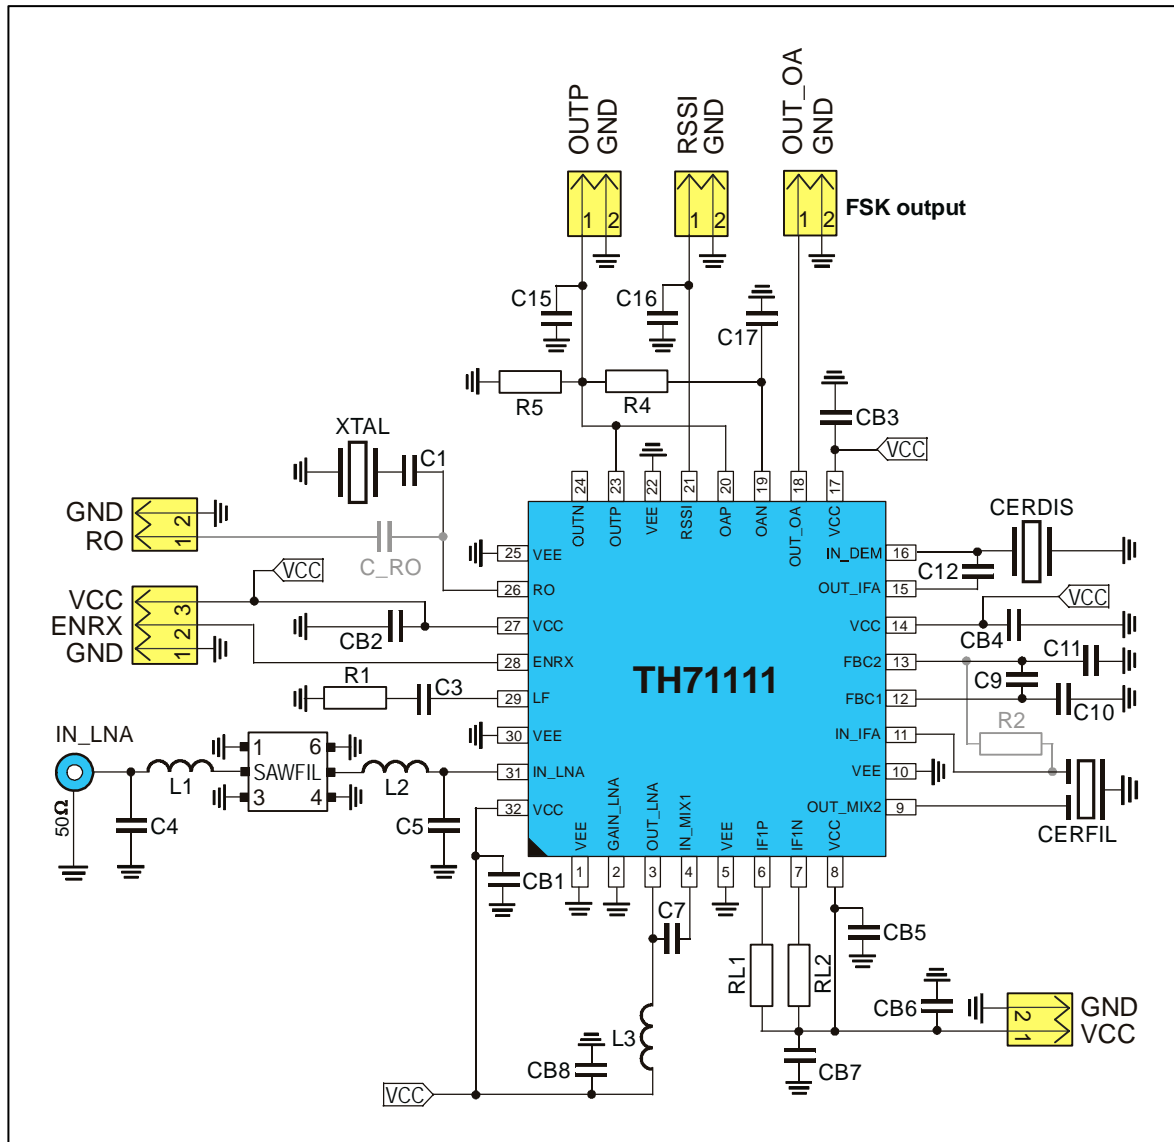 OUTP
GND
RSSI
GND
OUT_OA
GND
1 2
1 2
1 2
FSK output
C15
C16
C17
R5
R4
CB3
VCC
XTAL
C1
GND
RO
2
1
C_RO
VCC
VCC
ENRX
GND
3
2
1
CB2
R1
C3
IN_LNA
50Ω
C4
L1
1 6
SAWFIL
3 4
L2
C5
24 23 22 21 20 19 18 17
OUTN OUTP VEE RSSI OAP OAN OUT_OA VCC
25 VEE
26 RO
27 VCC
28 ENRX
29 LF
30 VEE
31 IN_LNA
32 VCC
TH71111
IN_DEM 16
OUT_IFA 15
VCC 14
FBC2 13
FBC1 12
IN_IFA 11
VEE 10
OUT_MIX2 9
VEE GAIN_LNA OUT_LNA IN_MIX1 VEE IF1P IF1N VCC
1 2 3 4 5 6 7 8
CERDIS
C12
VCC
CB4
C11
C9
C10
R2
CERFIL
CB1
C7
RL1
RL2
CB5
CB6
CB7
GND
VCC
2
1
L3
CB8
VCC